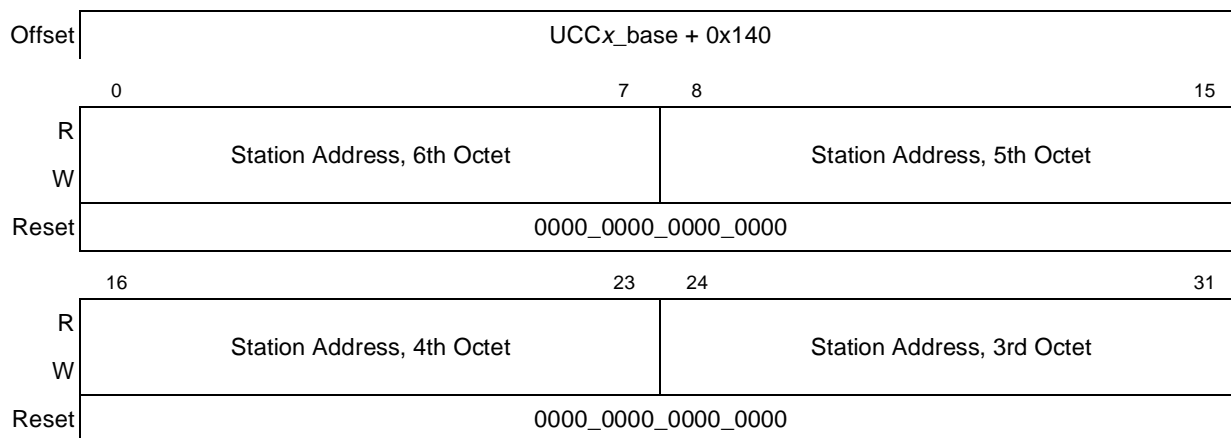 Offset UCCx_base + 0x140
0 7 8 15
R
Station Address, 6th Octet Station Address, 5th Octet
W
Reset 0000_0000_0000_0000
16 23 24 31
R
Station Address, 4th Octet Station Address, 3rd Octet
W
Reset 0000_0000_0000_0000